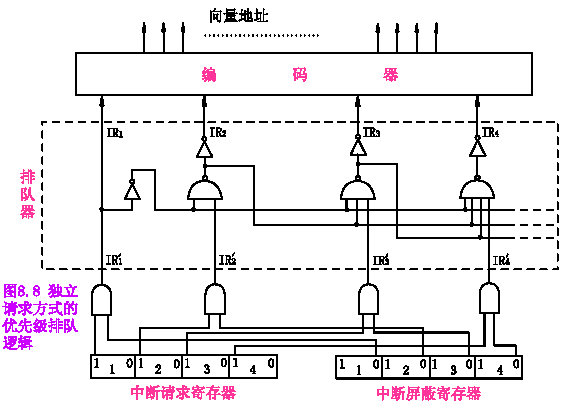 向量地址
编 码 器
IR1 IR2 IR3 IR4
排队器
IR1′ IR2′ IR3′ IR4′
图8.8 独立
请求方式的
优先级排队
逻辑
1 1 0 1 2 0 1 3 0 1 4 0
1 1 0 1 2 0 1 3 0 1 4 0
中断请求寄存器
中断屏蔽寄存器